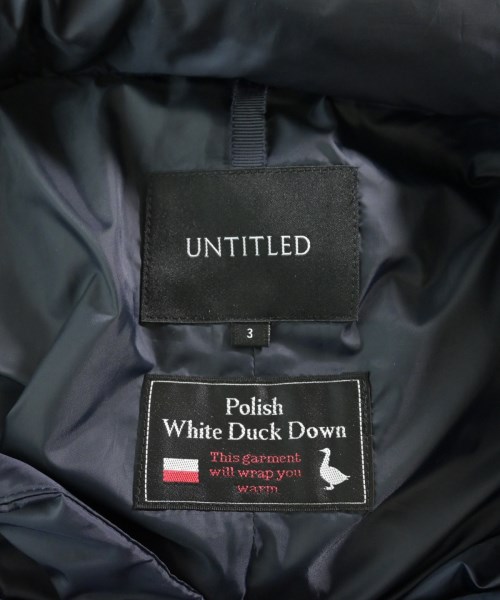 UNTITLED
3
Polish
White Duck Down
This garment
will wrap you
warm